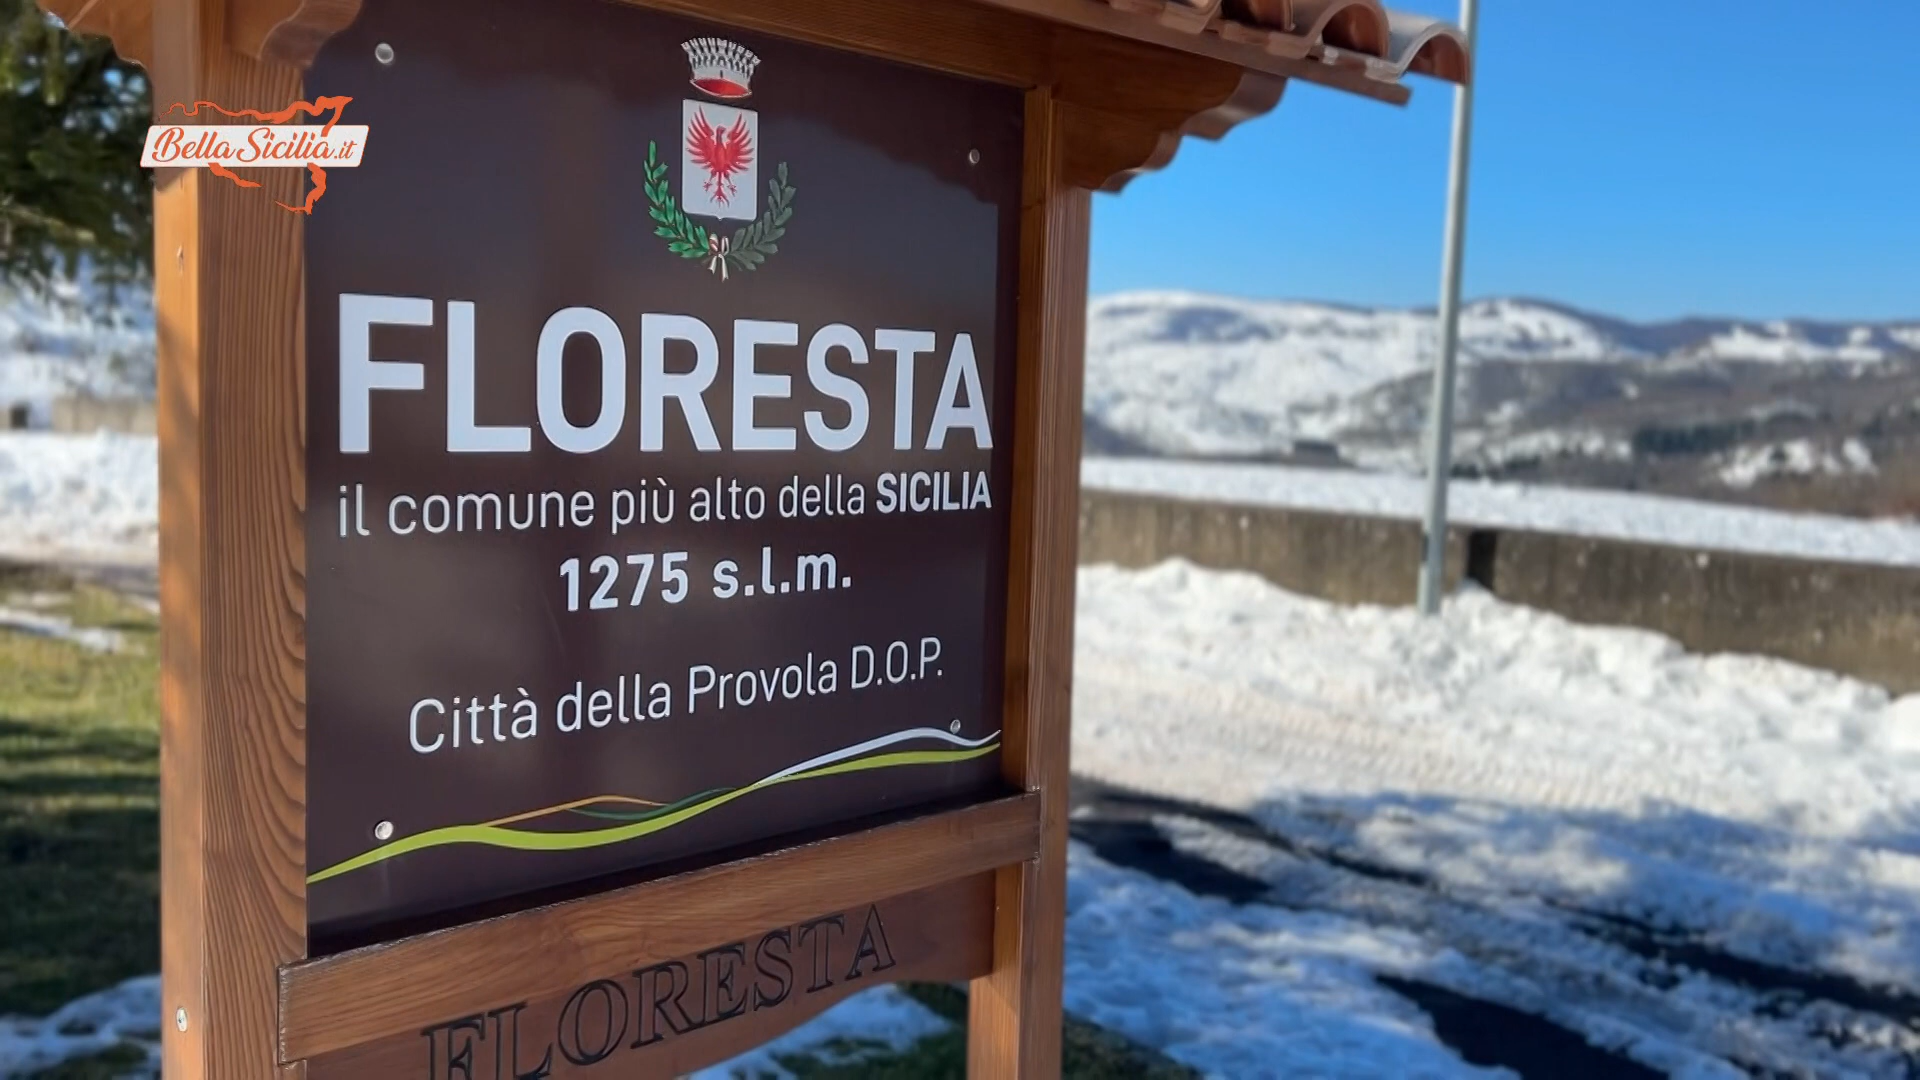 BellaSicilia.it
FLORESTA
il comune più alto della SICILIA
1275 s.l.m.
Città della Provola D.O.P.
FLORESTA